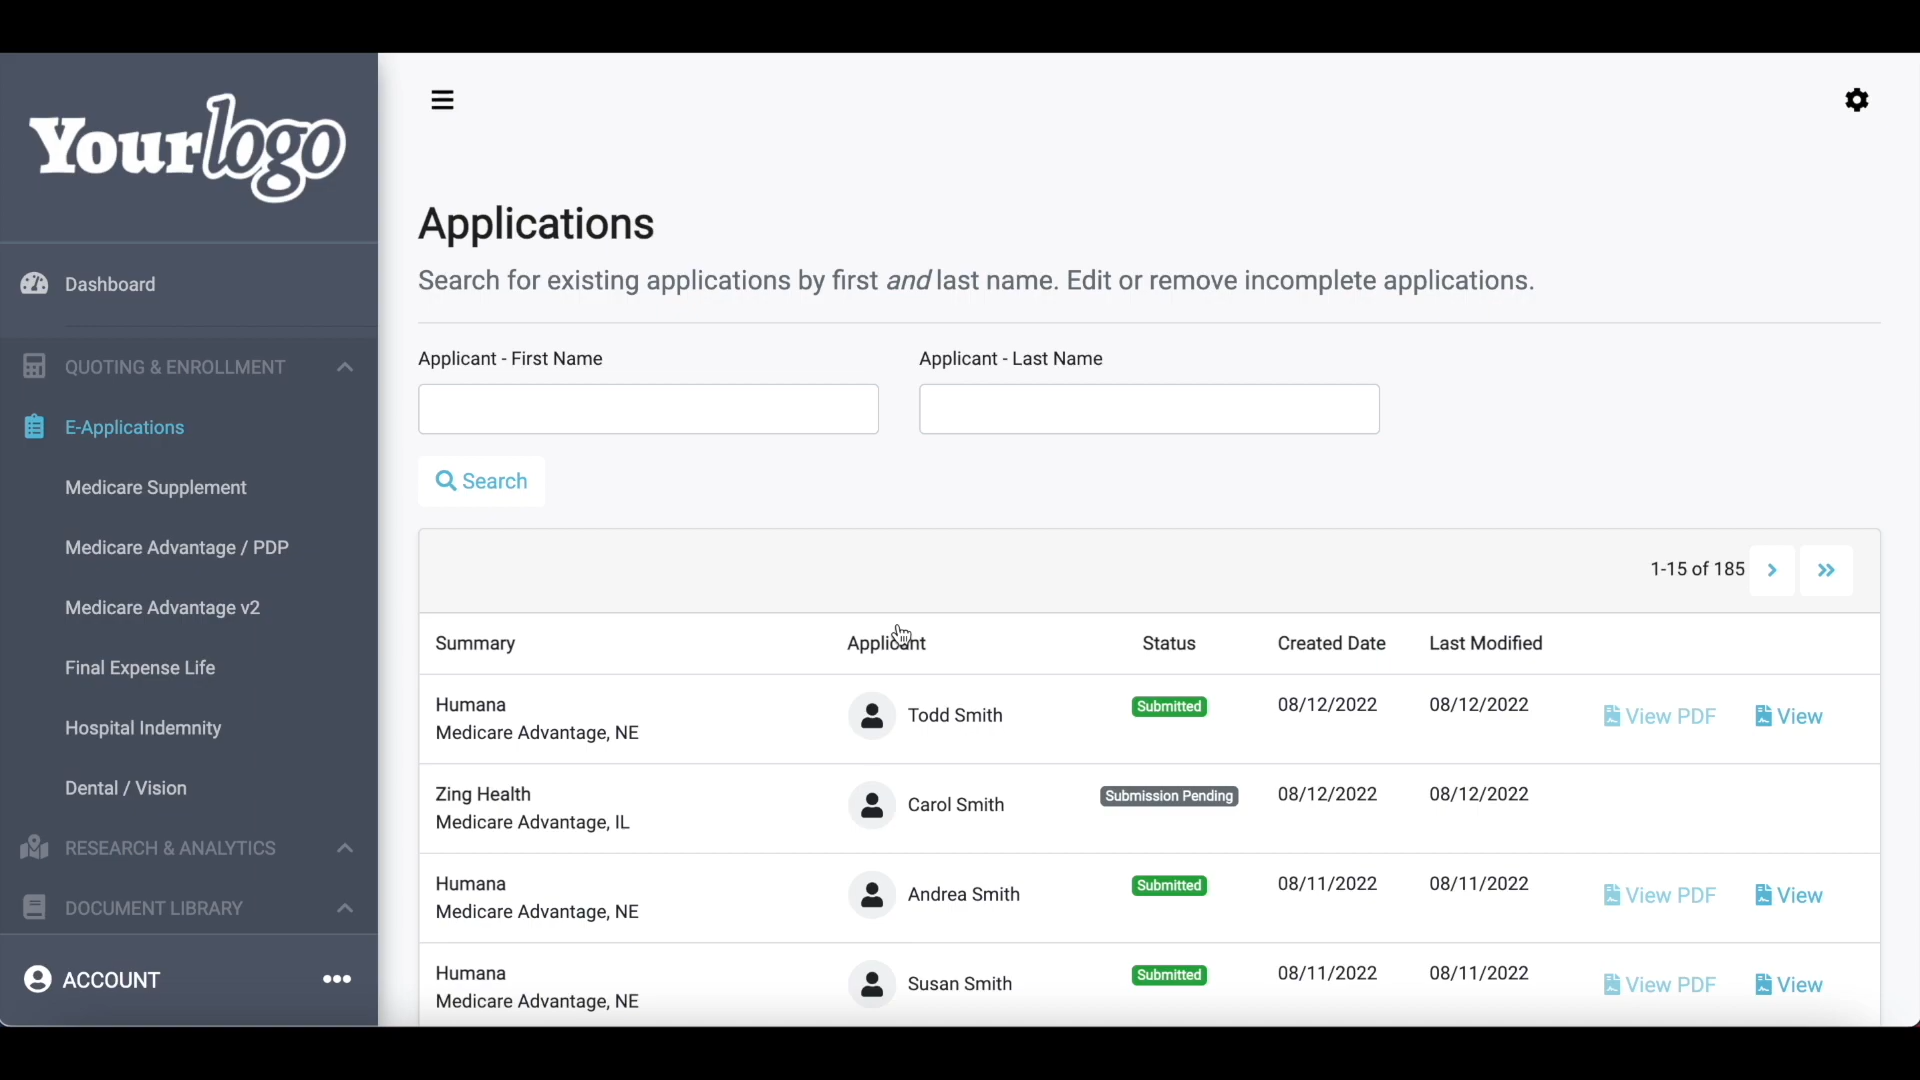 Yourlogo
Dashboard
QUOTING & ENROLLMENT
E-Applications
Medicare Supplement
Medicare Advantage / PDP
Medicare Advantage v2
Final Expense Life
Hospital Indemnity
Dental / Vision
RESEARCH & ANALYTICS
DOCUMENT LIBRARY
ACCOUNT
Applications
Search for existing applications by first and last name. Edit or remove incomplete applications.
Applicant - First Name Applicant - Last Name
Search
1-15 of 185
Summary Applicant Status Created Date Last Modified
Humana
Medicare Advantage, NE
Todd Smith Submitted 08/12/2022 08/12/2022 View PDF View
Zing Health
Medicare Advantage, IL
Carol Smith Submission Pending 08/12/2022 08/12/2022
Humana
Medicare Advantage, NE
Andrea Smith Submitted 08/11/2022 08/11/2022 View PDF View
Humana
Medicare Advantage, NE
Susan Smith Submitted 08/11/2022 08/11/2022 View PDF View